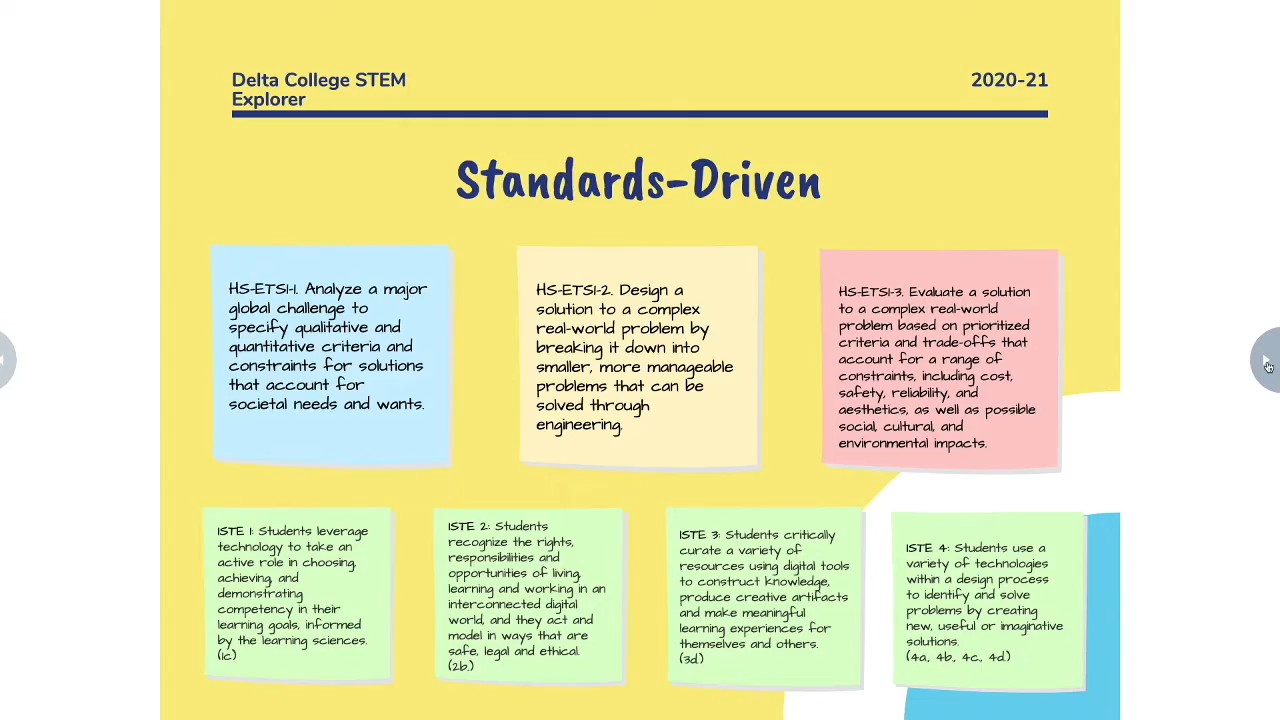 Delta College STEM
Explorer
2020-21
Standards-Driven
HS-ETS1-1. Analyze a major
global challenge to
specify qualitative and
quantitative criteria and
constraints for solutions
that account for
societal needs and wants.
HS-ETS1-2. Design a
solution to a complex
real-world problem by
breaking it down into
smaller, more manageable
problems that can be
solved through
engineering.
HS-ETS1-3. Evaluate a solution
to a complex real-world
problem based on prioritized
criteria and trade-offs that
account for a range of
constraints, including cost,
safety, reliability, and
aesthetics, as well as possible
social, cultural, and
environmental impacts.
ISTE 1: Students leverage
technology to take an
active role in choosing,
achieving, and
demonstrating
competency in their
learning goals, informed
by the learning sciences.
(1c)
ISTE 2: Students
recognize the rights,
responsibilities and
opportunities of living,
learning and working in an
interconnected digital
world, and they act and
model in ways that are
safe, legal and ethical.
(2b.)
ISTE 3: Students critically
curate a variety of
resources using digital tools
to construct knowledge,
produce creative artifacts
and make meaningful
learning experiences for
themselves and others.
(3d.)
ISTE 4: Students use a
variety of technologies
within a design process
to identify and solve
problems by creating
new, useful or imaginative
solutions.
(4a., 4b., 4c., 4d.)